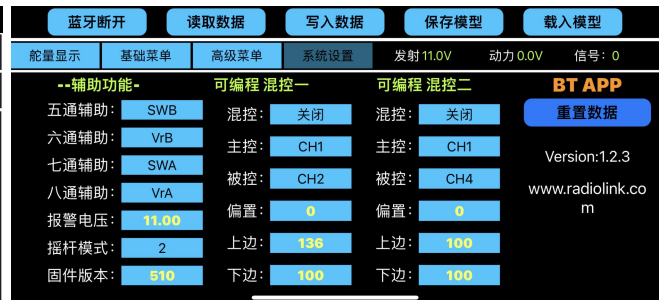 蓝牙断开 读取数据 写入数据 保存模型 载入模型
舵量显示 基础菜单 高级菜单 系统设置 发射11.0V 动力0.0V 信号：0
--辅助功能- 可编程 混控一 可编程 混控二 BT APP
五通辅助： SWB 混控： 关闭 混控： 关闭 重置数据
六通辅助： VrB 主控： CH1 主控： CH1
七通辅助： SWA 被控： CH2 被控： CH4 Version:1.2.3
八通辅助： VrA 偏置： 0 偏置： 0 www.radiolink.co
m
报警电压： 11.00 上边： 136 上边： 100
摇杆模式： 2 下边： 100 下边： 100
固件版本： 510